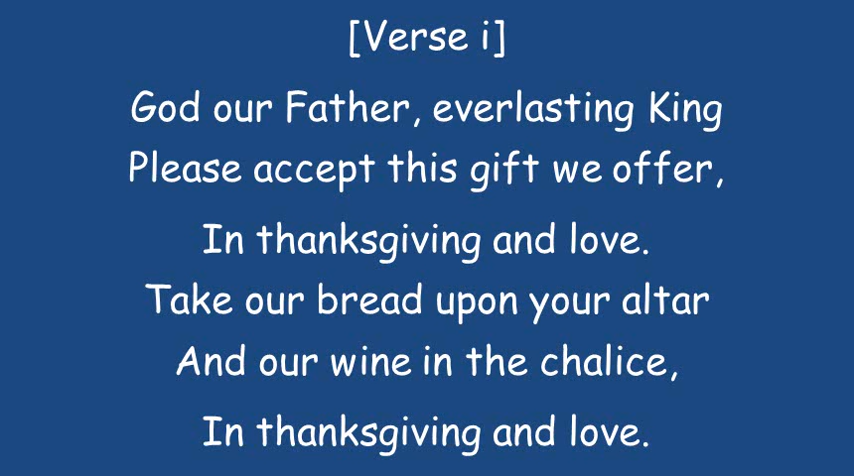 [Verse i]
God our Father, everlasting King
Please accept this gift we offer,
In thanksgiving and love.
Take our bread upon your altar
And our wine in the chalice,
In thanksgiving and love.